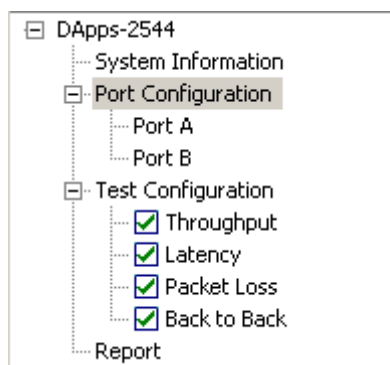 DApps-2544
System Information
Port Configuration
Port A
Port B
Test Configuration
Throughput
Latency
Packet Loss
Back to Back
Report